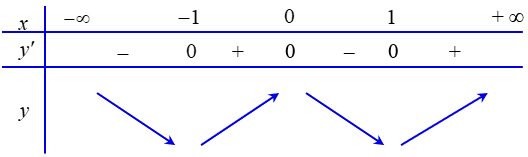 x –∞ –1 0 1 + ∞
y' – 0 + 0 – 0 +
y